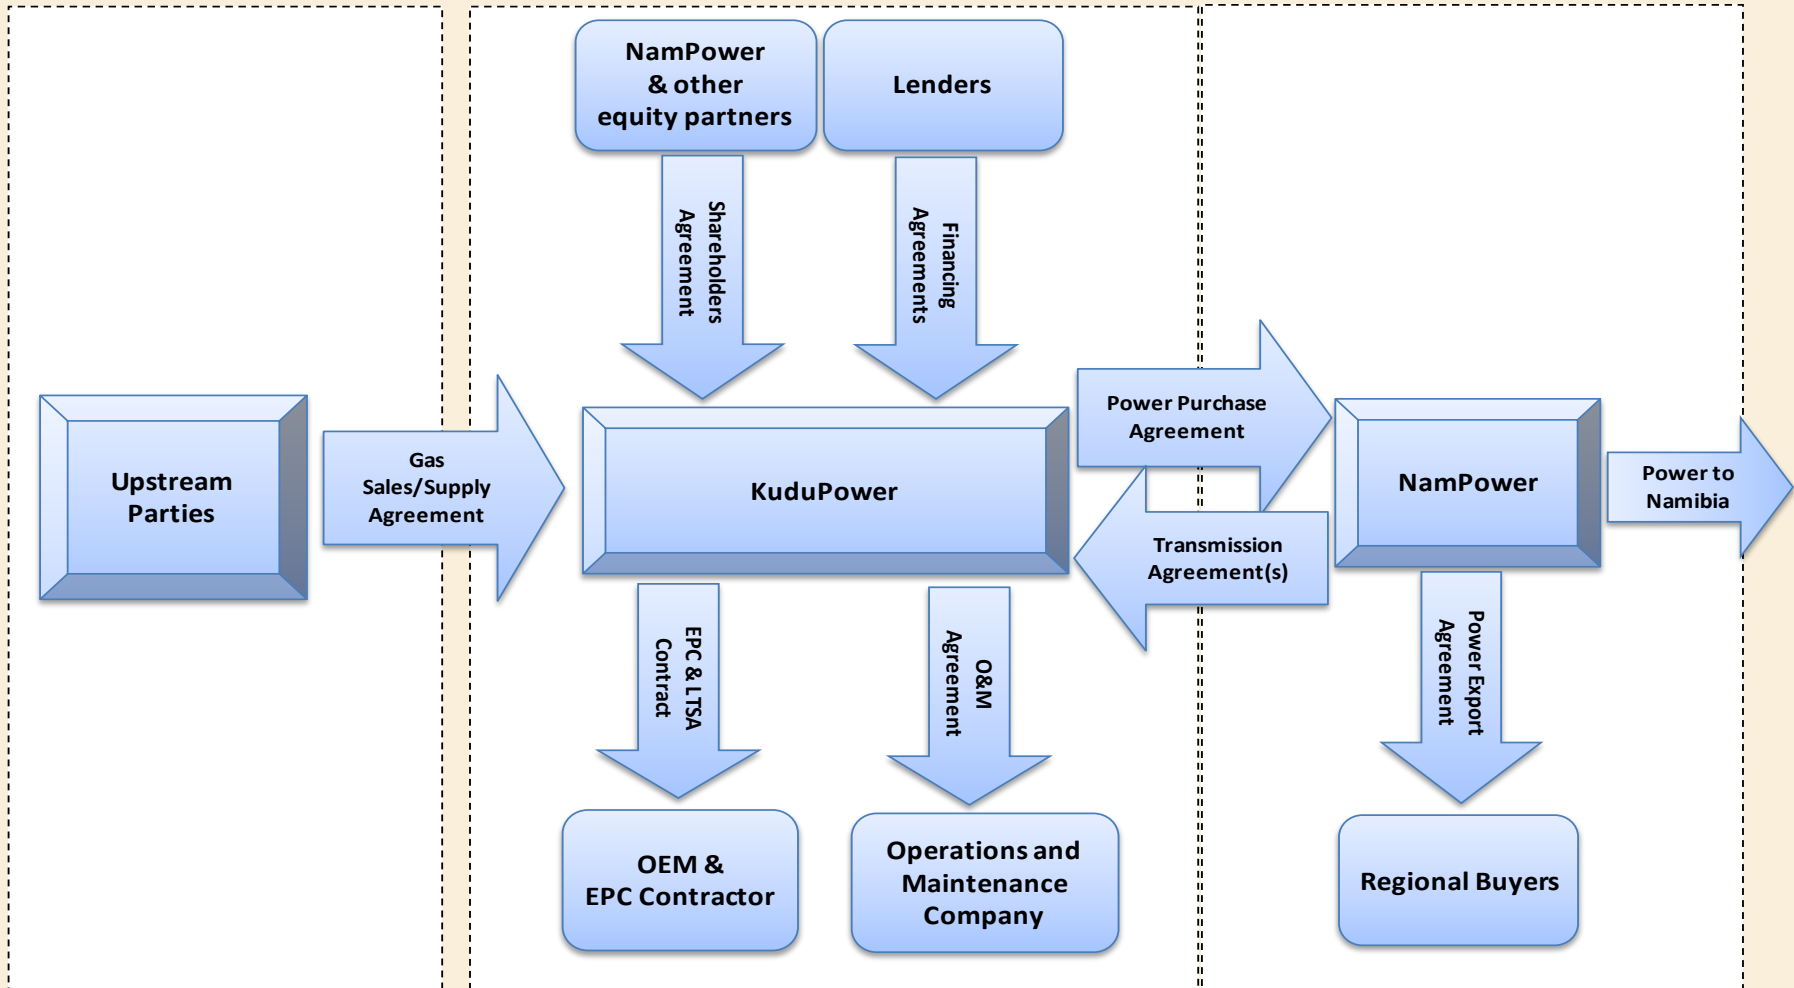 NamPower
& other
equity partners
Lenders
Shareholders
Agreement
Financing
Agreements
Upstream
Parties
Gas
Sales/Supply
Agreement
KuduPower
Power Purchase
Agreement
Transmission
Agreement(s)
NamPower
Power to
Namibia
EPC & LTSA
Contract
O&M
Agreement
Power Export
Agreement
OEM &
EPC Contractor
Operations and
Maintenance
Company
Regional Buyers